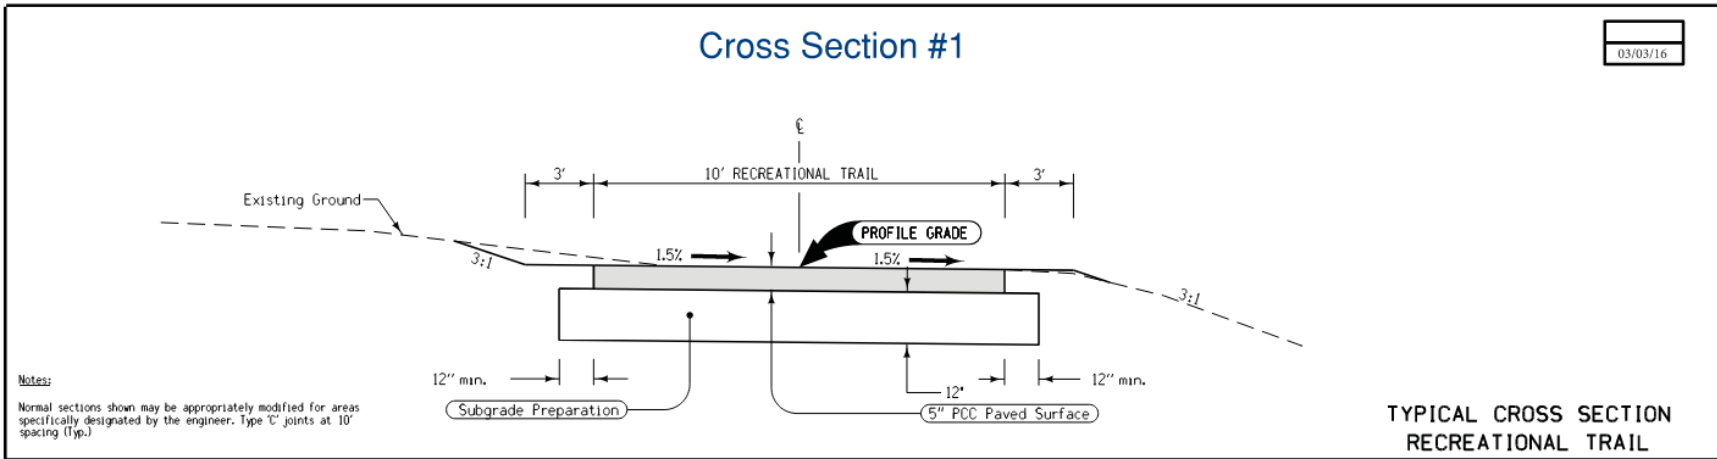 Cross Section #1
03/03/16
℄
3'
10' RECREATIONAL TRAIL
3'
Existing Ground
PROFILE GRADE
1.5%
1.5%
3:1
3:1
12" min.
12"
12" min.
Subgrade Preparation
5" PCC Paved Surface
Notes:
Normal sections shown may be appropriately modified for areas
specifically designated by the engineer. Type 'C' joints at 10'
spacing (Typ.)
TYPICAL CROSS SECTION
RECREATIONAL TRAIL